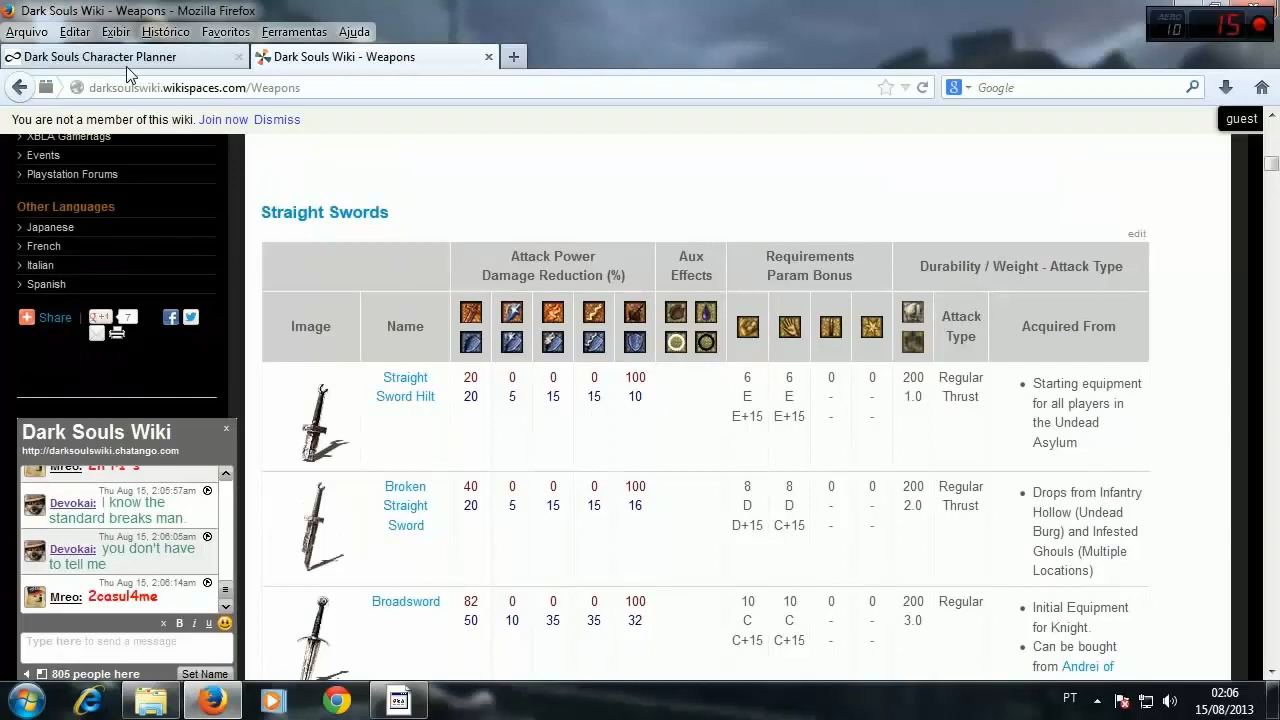 Dark Souls Wiki - Weapons - Mozilla Firefox
Arquivo Editar Exibir Histórico Favoritos Ferramentas Ajuda
AERO 10 15
Dark Souls Character Planner × Dark Souls Wiki - Weapons × +
darksoulswiki.wikispaces.com/Weapons
8 Google
You are not a member of this wiki. Join now Dismiss
guest
XBLA Gamertags
Events
Playstation Forums
Other Languages
Japanese
French
Italian
Spanish
Share +1 7
Dark Souls Wiki x
http://darksoulswiki.chatango.com
Mreo:
Thu Aug 15, 2:05:57am
Devokai: I know the
standard breaks man.
Thu Aug 15, 2:06:05am
Devokai: you don't have
to tell me
Thu Aug 15, 2:06:14am
Mreo: 2casul4me
x B i u
Type here to send a message
805 people here Set Name
Straight Swords
edit
Attack Power
Damage Reduction (%)
Aux
Effects
Requirements
Param Bonus
Durability / Weight - Attack Type
Image Name Attack
Type Acquired From
Straight
Sword Hilt
20 0 0 0 100
20 5 15 15 10
6 6 0 0
E E - -
E+15 E+15 - -
200
1.0
Regular
Thrust
• Starting equipment
for all players in
the Undead
Asylum
Broken
Straight
Sword
40 0 0 0 100
20 5 15 15 16
8 8 0 0
D D - -
D+15 C+15 - -
200
2.0
Regular
Thrust
• Drops from Infantry
Hollow (Undead
Burg) and Infested
Ghouls (Multiple
Locations)
Broadsword
82 0 0 0 100
50 10 35 35 32
10 10 0 0
C C - -
C+15 C+15 - -
200
3.0
Regular
• Initial Equipment
for Knight.
• Can be bought
from Andrei of
PT
02:06
15/08/2013